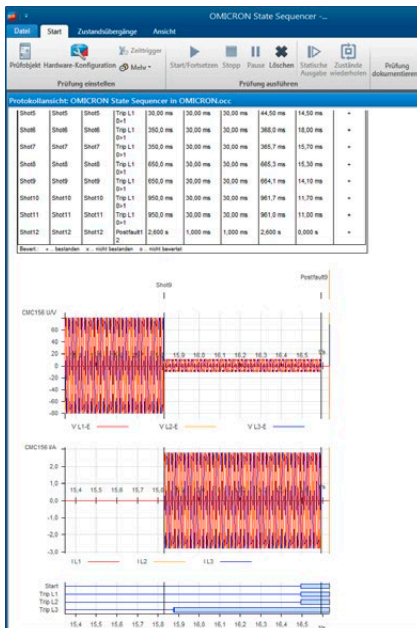 OMICRON State Sequencer -...
Datei Start Zustandsübergänge Ansicht
Prüfobjekt Hardware-Konfiguration Zeittrigger Mehr Start/Fortsetzen Stopp Pause Löschen Statische Ausgabe Zustände wiederholen Prüfung dokumentieren
Prüfung einstellen Prüfung ausführen
Protokollansicht: OMICRON State Sequencer in OMICRON.occ
Shot5 Shot5 Shot5 Trip L1 0>1 30,00 ms 30,00 ms 44,50 ms 14,50 ms +
Shot6 Shot6 Shot6 Trip L1 0>1 350,0 ms 30,00 ms 30,00 ms 368,0 ms 18,00 ms +
Shot7 Shot7 Shot7 Trip L1 0>1 350,0 ms 30,00 ms 30,00 ms 365,7 ms 15,70 ms +
Shot8 Shot8 Shot8 Trip L1 0>1 650,0 ms 30,00 ms 30,00 ms 665,3 ms 15,30 ms +
Shot9 Shot9 Shot9 Trip L1 0>1 650,0 ms 30,00 ms 30,00 ms 664,1 ms 14,10 ms +
Shot10 Shot10 Shot10 Trip L1 0>1 950,0 ms 30,00 ms 30,00 ms 961,7 ms 11,70 ms +
Shot11 Shot11 Shot11 Trip L1 0>1 950,0 ms 30,00 ms 30,00 ms 961,0 ms 11,00 ms +
Shot12 Shot12 Shot12 Postfault1 2 2,600 s 1,000 ms 1,000 ms 2,600 s 0,000 s +
Bewert.: + .. bestanden x .. nicht bestanden o .. nicht bewertet
Shot9 Postfault9
CMC156 U/V
60
40
20
0
-20
-40
-60
-80
15,9 16,0 16,1 16,2 16,3 16,4 16,5
V L1-E V L2-E V L3-E
CMC156 I/A
2,0
1,0
0,0
-1,0
-2,0
-3,0
15,4 15,5 15,6 15,7 15,8
I L1 I L2 I L3
Start
Trip L1
Trip L2
Trip L3
15,4 15,5 15,6 15,7 15,8 15,9 16,0 16,1 16,2 16,3 16,4 16,5